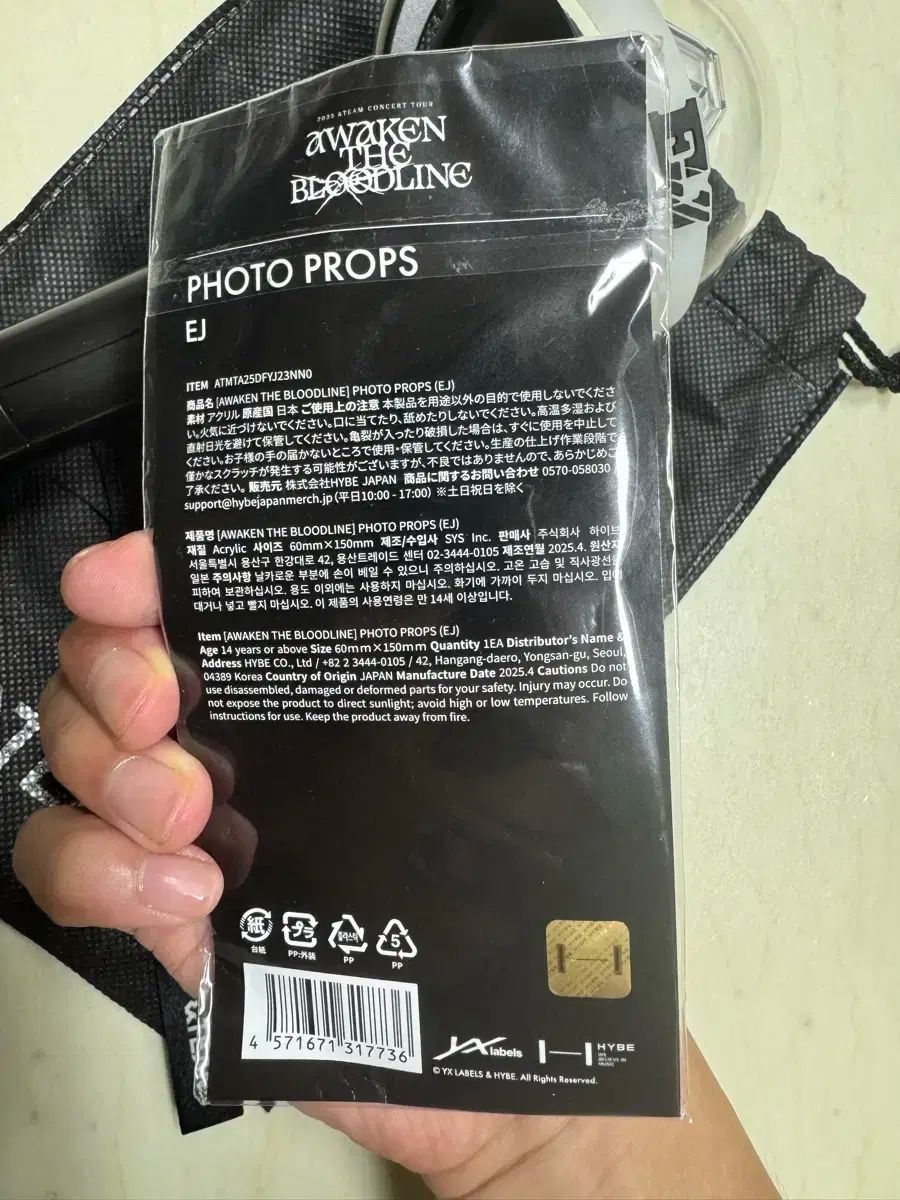 2025 &TEAM CONCERT TOUR
AWAKEN
THE
BLOODLINE
PHOTO PROPS
EJ
ITEM ATMTA25DFYJ23NN0
商品名 [AWAKEN THE BLOODLINE] PHOTO PROPS (EJ)
素材 アクリル 原産国 日本 ご使用上の注意 本製品を用途以外の目的で使用しないでくださ
い。火気に近づけないでください。口に当てたり、舐めたりしないでください。高温多湿および
直射日光を避けて保管してください。亀裂が入ったり破損した場合は、すぐに使用を中止して
ください。お子様の手の届かないところで使用・保管してください。生産の仕上げ作業段階で
僅かなスクラッチが発生する可能性がございますが、不良ではありませんので、あらかじめご
了承ください。 販売元 株式会社HYBE JAPAN 商品に関するお問い合わせ 0570-058030 /
support@hybejapanmerch.jp (平日10:00 - 17:00) ※土日祝日を除く
제품명 [AWAKEN THE BLOODLINE] PHOTO PROPS (EJ)
재질 Acrylic 사이즈 60mm×150mm 제조/수입사 SYS Inc. 판매사 주식회사 하이브
서울특별시 용산구 한강대로 42, 용산트레이드 센터 02-3444-0105 제조연월 2025.4. 원산지
일본 주의사항 날카로운 부분에 손이 베일 수 있으니 주의하십시오. 고온 고습 및 직사광선을
피하여 보관하십시오. 용도 이외에는 사용하지 마십시오. 화기에 가까이 두지 마십시오. 입에
대거나 넣고 빨지 마십시오. 이 제품의 사용연령은 만 14세 이상입니다.
Item [AWAKEN THE BLOODLINE] PHOTO PROPS (EJ)
Age 14 years or above Size 60mm×150mm Quantity 1EA Distributor's Name &
Address HYBE CO., Ltd / +82 2 3444-0105 / 42, Hangang-daero, Yongsan-gu, Seoul,
04389 Korea Country of Origin JAPAN Manufacture Date 2025.4 Cautions Do not
use disassembled, damaged or deformed parts for your safety. Injury may occur. Do
not expose the product to direct sunlight; avoid high or low temperatures. Follow
instructions for use. Keep the product away from fire.
紙 プラ 플라스틱 5
台紙 PP:外装 PP PP
4 571671 317736
YX labels HYBE
WE
BELIEVE IN
MUSIC
© YX LABELS & HYBE. All Rights Reserved.